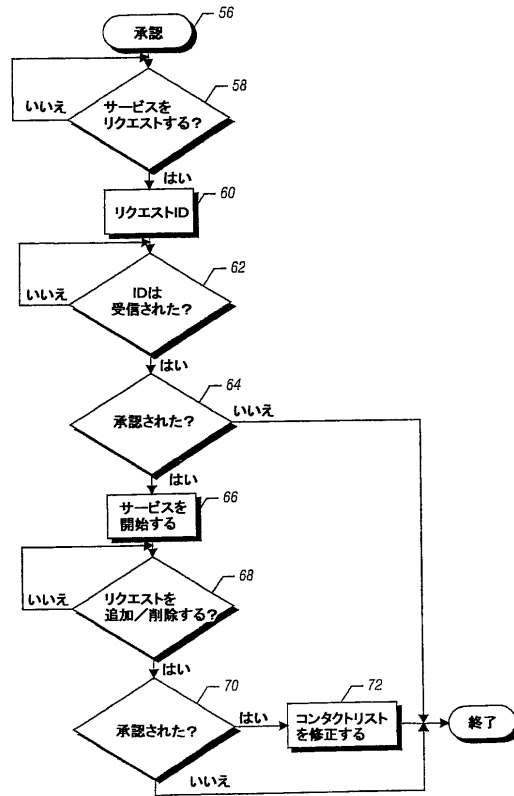 承認
56
サービスを
リクエストする?
58
いいえ
はい
リクエストID
60
IDは
受信された?
62
いいえ
はい
承認された?
64
いいえ
はい
サービスを
開始する
66
リクエストを
追加/削除する?
68
いいえ
はい
承認された?
70
はい
コンタクトリスト
を修正する
72
終了
いいえ